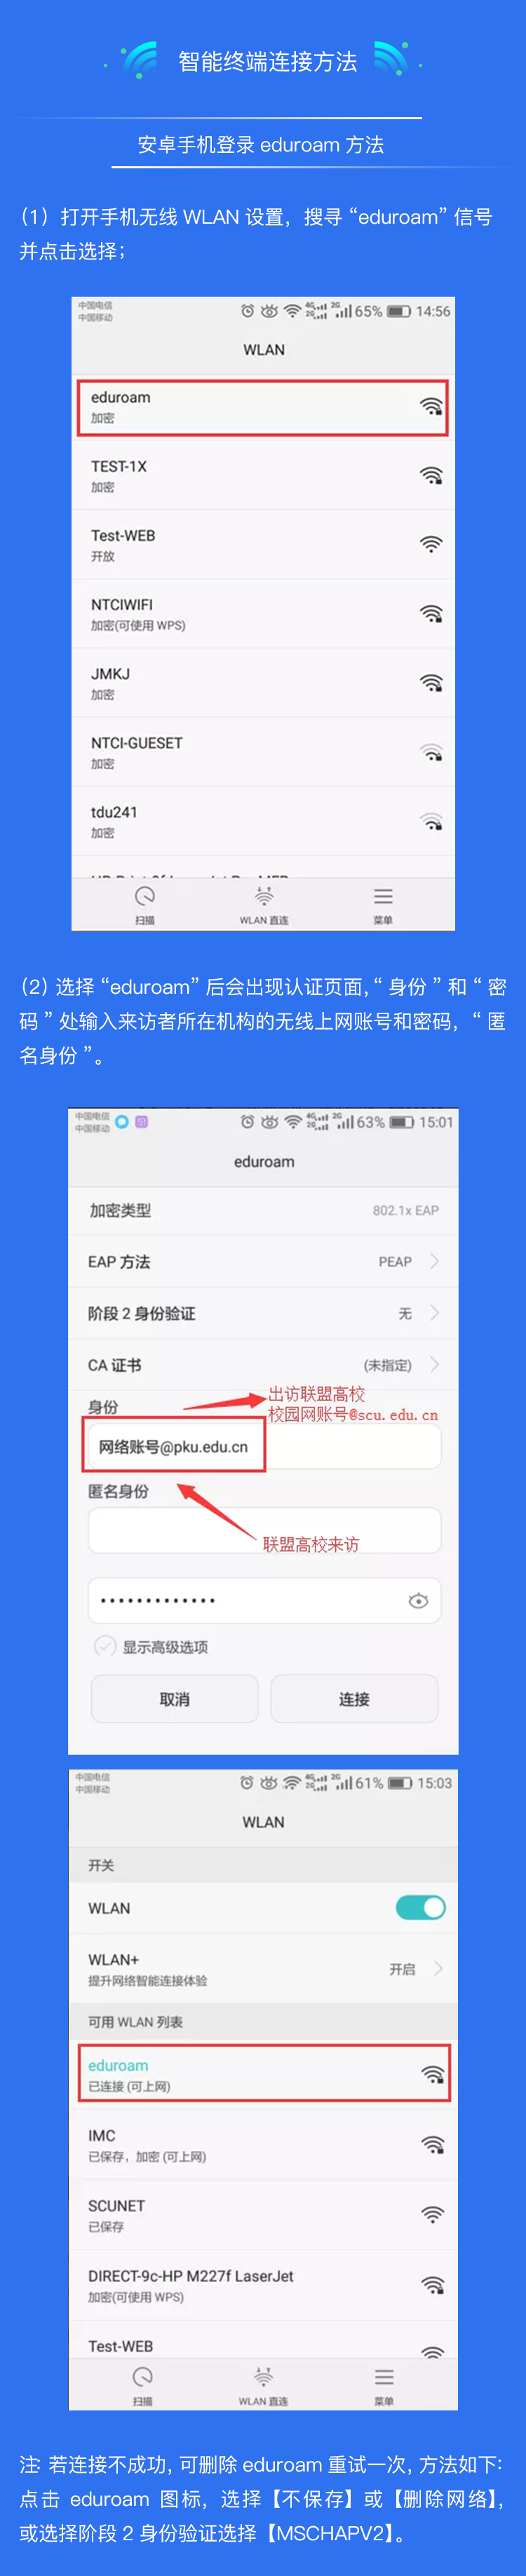 智能终端连接方法
安卓手机登录 eduroam 方法
（1）打开手机无线 WLAN 设置，搜寻 “eduroam” 信号
并点击选择；
中国电信
中国移动
4G 2G 2G 65% 14:56
WLAN
eduroam
加密
TEST-1X
加密
Test-WEB
开放
NTCIWIFI
加密(可使用 WPS)
JMKJ
加密
NTCI-GUESET
加密
tdu241
加密
扫描 WLAN 直连 菜单
（2）选择 “eduroam” 后会出现认证页面，“ 身份 ” 和 “ 密
码 ” 处输入来访者所在机构的无线上网账号和密码，“ 匿
名身份 ”。
中国电信
中国移动
4G 2G 2G 63% 15:01
eduroam
加密类型 802.1x EAP
EAP 方法 PEAP
阶段 2 身份验证 无
CA 证书 (未指定)
出访联盟高校
身份
校园网账号@scu.edu.cn
网络账号@pku.edu.cn
匿名身份
联盟高校来访
•••••••••••••
显示高级选项
取消 连接
中国电信
中国移动
4G 2G 2G 61% 15:03
WLAN
开关
WLAN
WLAN+
提升网络智能连接体验
开启
可用 WLAN 列表
eduroam
已连接 (可上网)
IMC
已保存，加密 (可上网)
SCUNET
已保存
DIRECT-9c-HP M227f LaserJet
加密(可使用 WPS)
Test-WEB
扫描 WLAN 直连 菜单
注：若连接不成功，可删除 eduroam 重试一次，方法如下：
点击 eduroam 图标，选择【不保存】或【删除网络】，
或选择阶段 2 身份验证选择【MSCHAPV2】。